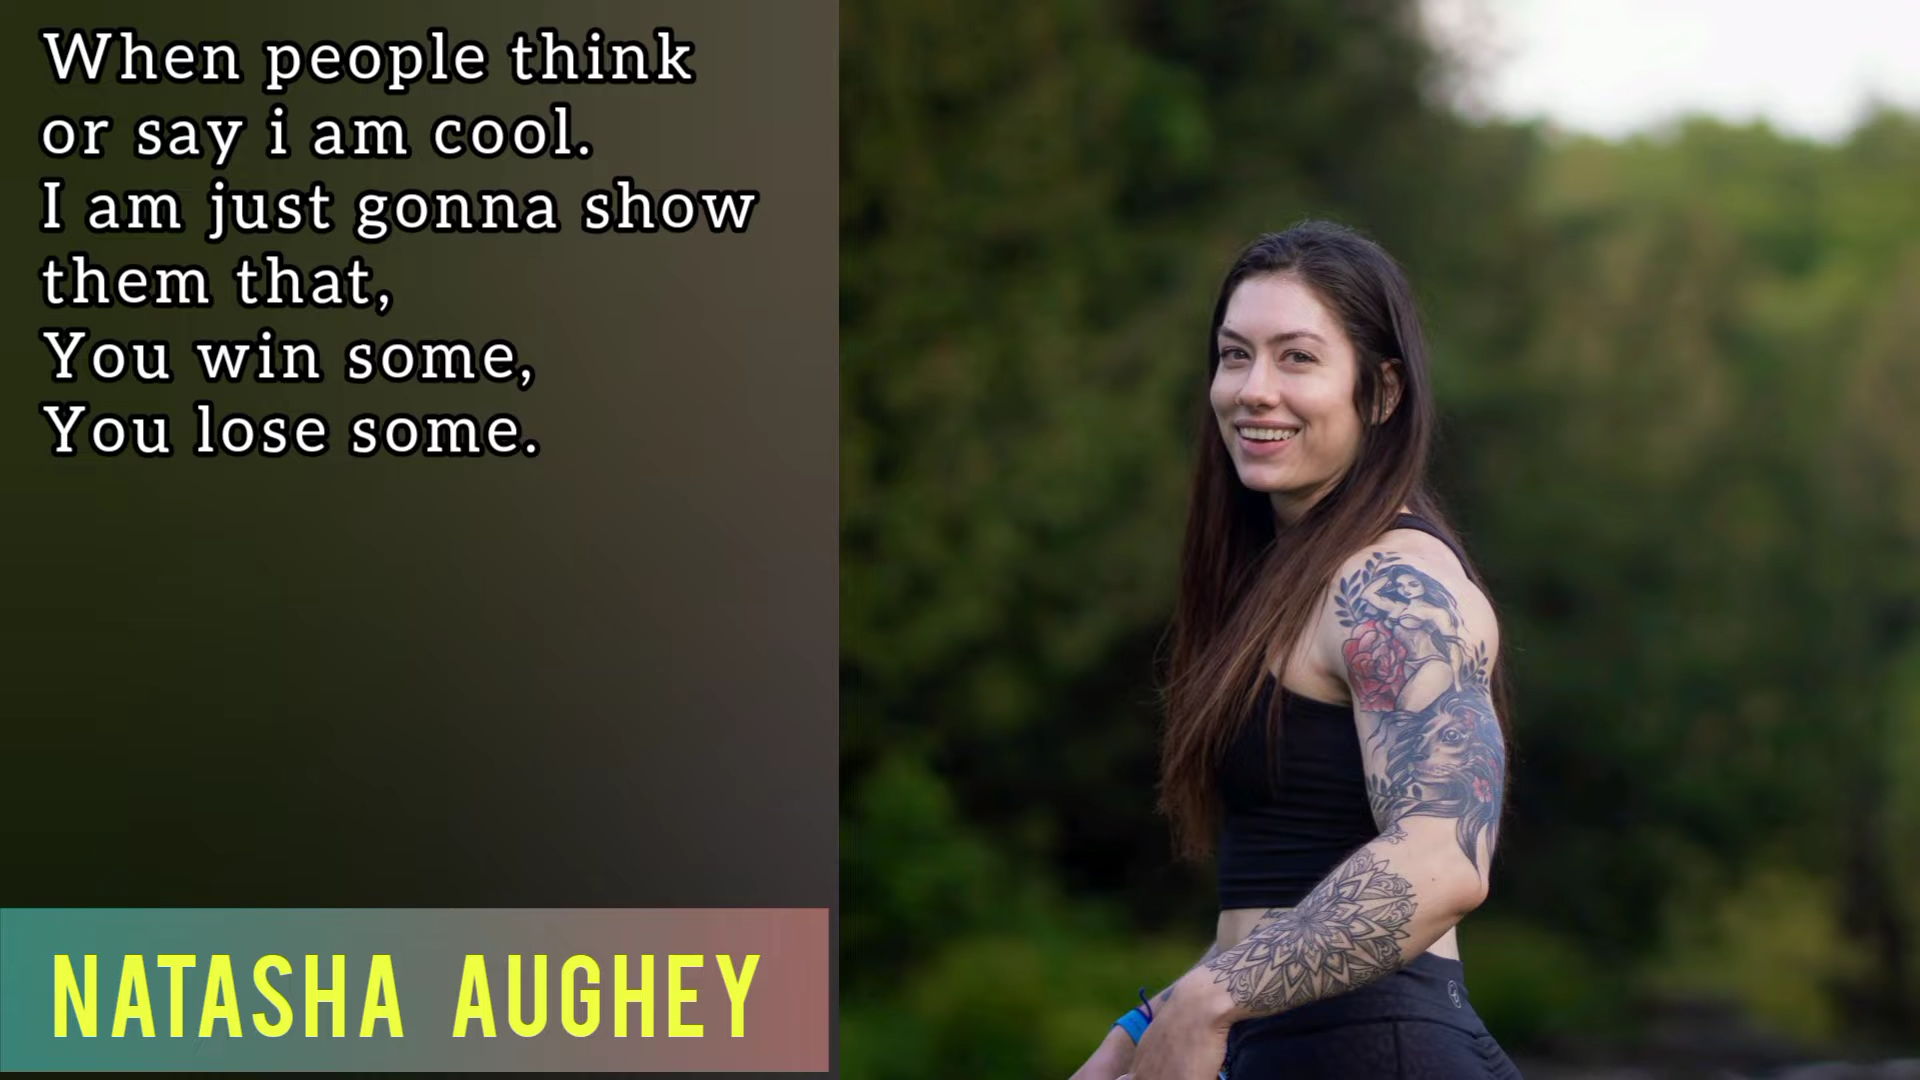 When people think
or say i am cool.
I am just gonna show
them that,
You win some,
You lose some.
NATASHA AUGHEY